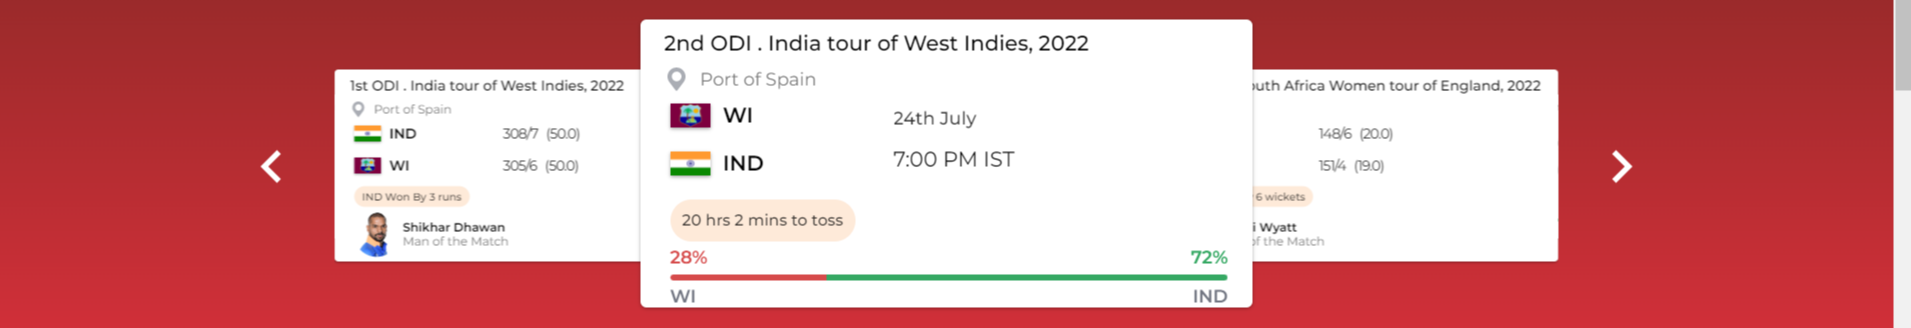 1st ODI . India tour of West Indies, 2022
Port of Spain
IND 308/7 (50.0)
WI 305/6 (50.0)
IND Won By 3 runs
Shikhar Dhawan
Man of the Match
2nd ODI . India tour of West Indies, 2022
Port of Spain
WI 24th July
IND 7:00 PM IST
20 hrs 2 mins to toss
28% 72%
WI IND
Africa Women tour of England, 2022
148/6 (20.0)
151/4 (19.0)
6 wickets
Wyatt
the Match